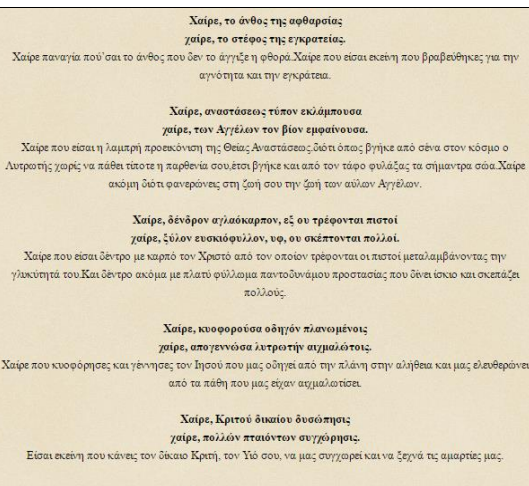 Χαίρε, το άνθος της αφθαρσίας
χαίρε, το στέφος της εγκρατείας.
Χαίρε παναγία πού'σαι το άνθος που δεν το άγγιξε η φθορά.Χαίρε που είσαι εκείνη που βραβεύθηκες για την
αγνότητα και την εγκράτεια.
Χαίρε, αναστάσεως τύπον εκλάμπουσα
χαίρε, των Αγγέλων τον βίον εμφαίνουσα.
Χαίρε που είσαι η λαμπρή προεικόνιση της Θείας Αναστάσεως.διότι όπως βγήκε από σένα στον κόσμο ο
Λυτρωτής χωρίς να πάθει τίποτε η παρθενία σου,έτσι βγήκε και από τον τάφο φυλάξας τα σήμαντρα σώα.Χαίρε
ακόμη διότι φανερώνεις στη ζωή σου την ζωή των αύλων Αγγέλων.
Χαίρε, δένδρον αγλαόκαρπον, εξ ου τρέφονται πιστοί
χαίρε, ξύλον ευσκιόφυλλον, υφ, ου σκέπτονται πολλοί.
Χαίρε που είσαι δέντρο με καρπό τον Χριστό από τον οποίον τρέφονται οι πιστοί μεταλαμβάνοντας την
γλυκύτητά του.Και δέντρο ακόμα με πλατύ φύλλωμα παντοδυνάμου προστασίας που δίνει ίσκιο και σκεπάζει
πολλούς.
Χαίρε, κυοφορούσα οδηγόν πλανωμένοις
χαίρε, απογεννώσα λυτρωτήν αιχμαλώτοις.
Χαίρε που κυοφόρησες και γέννησες τον Ιησού που μας οδηγεί από την πλάνη στην αλήθεια και μας ελευθερώνει
από τα πάθη που μας είχαν αιχμαλωτίσει.
Χαίρε, Κριτού δικαίου δυσώπησις
χαίρε, πολλών πταιόντων συγχώρησις.
Είσαι εκείνη που κάνεις τον δίκαιο Κριτή, τον Υιό σου, να μας συγχωρεί και να ξεχνά τις αμαρτίες μας.